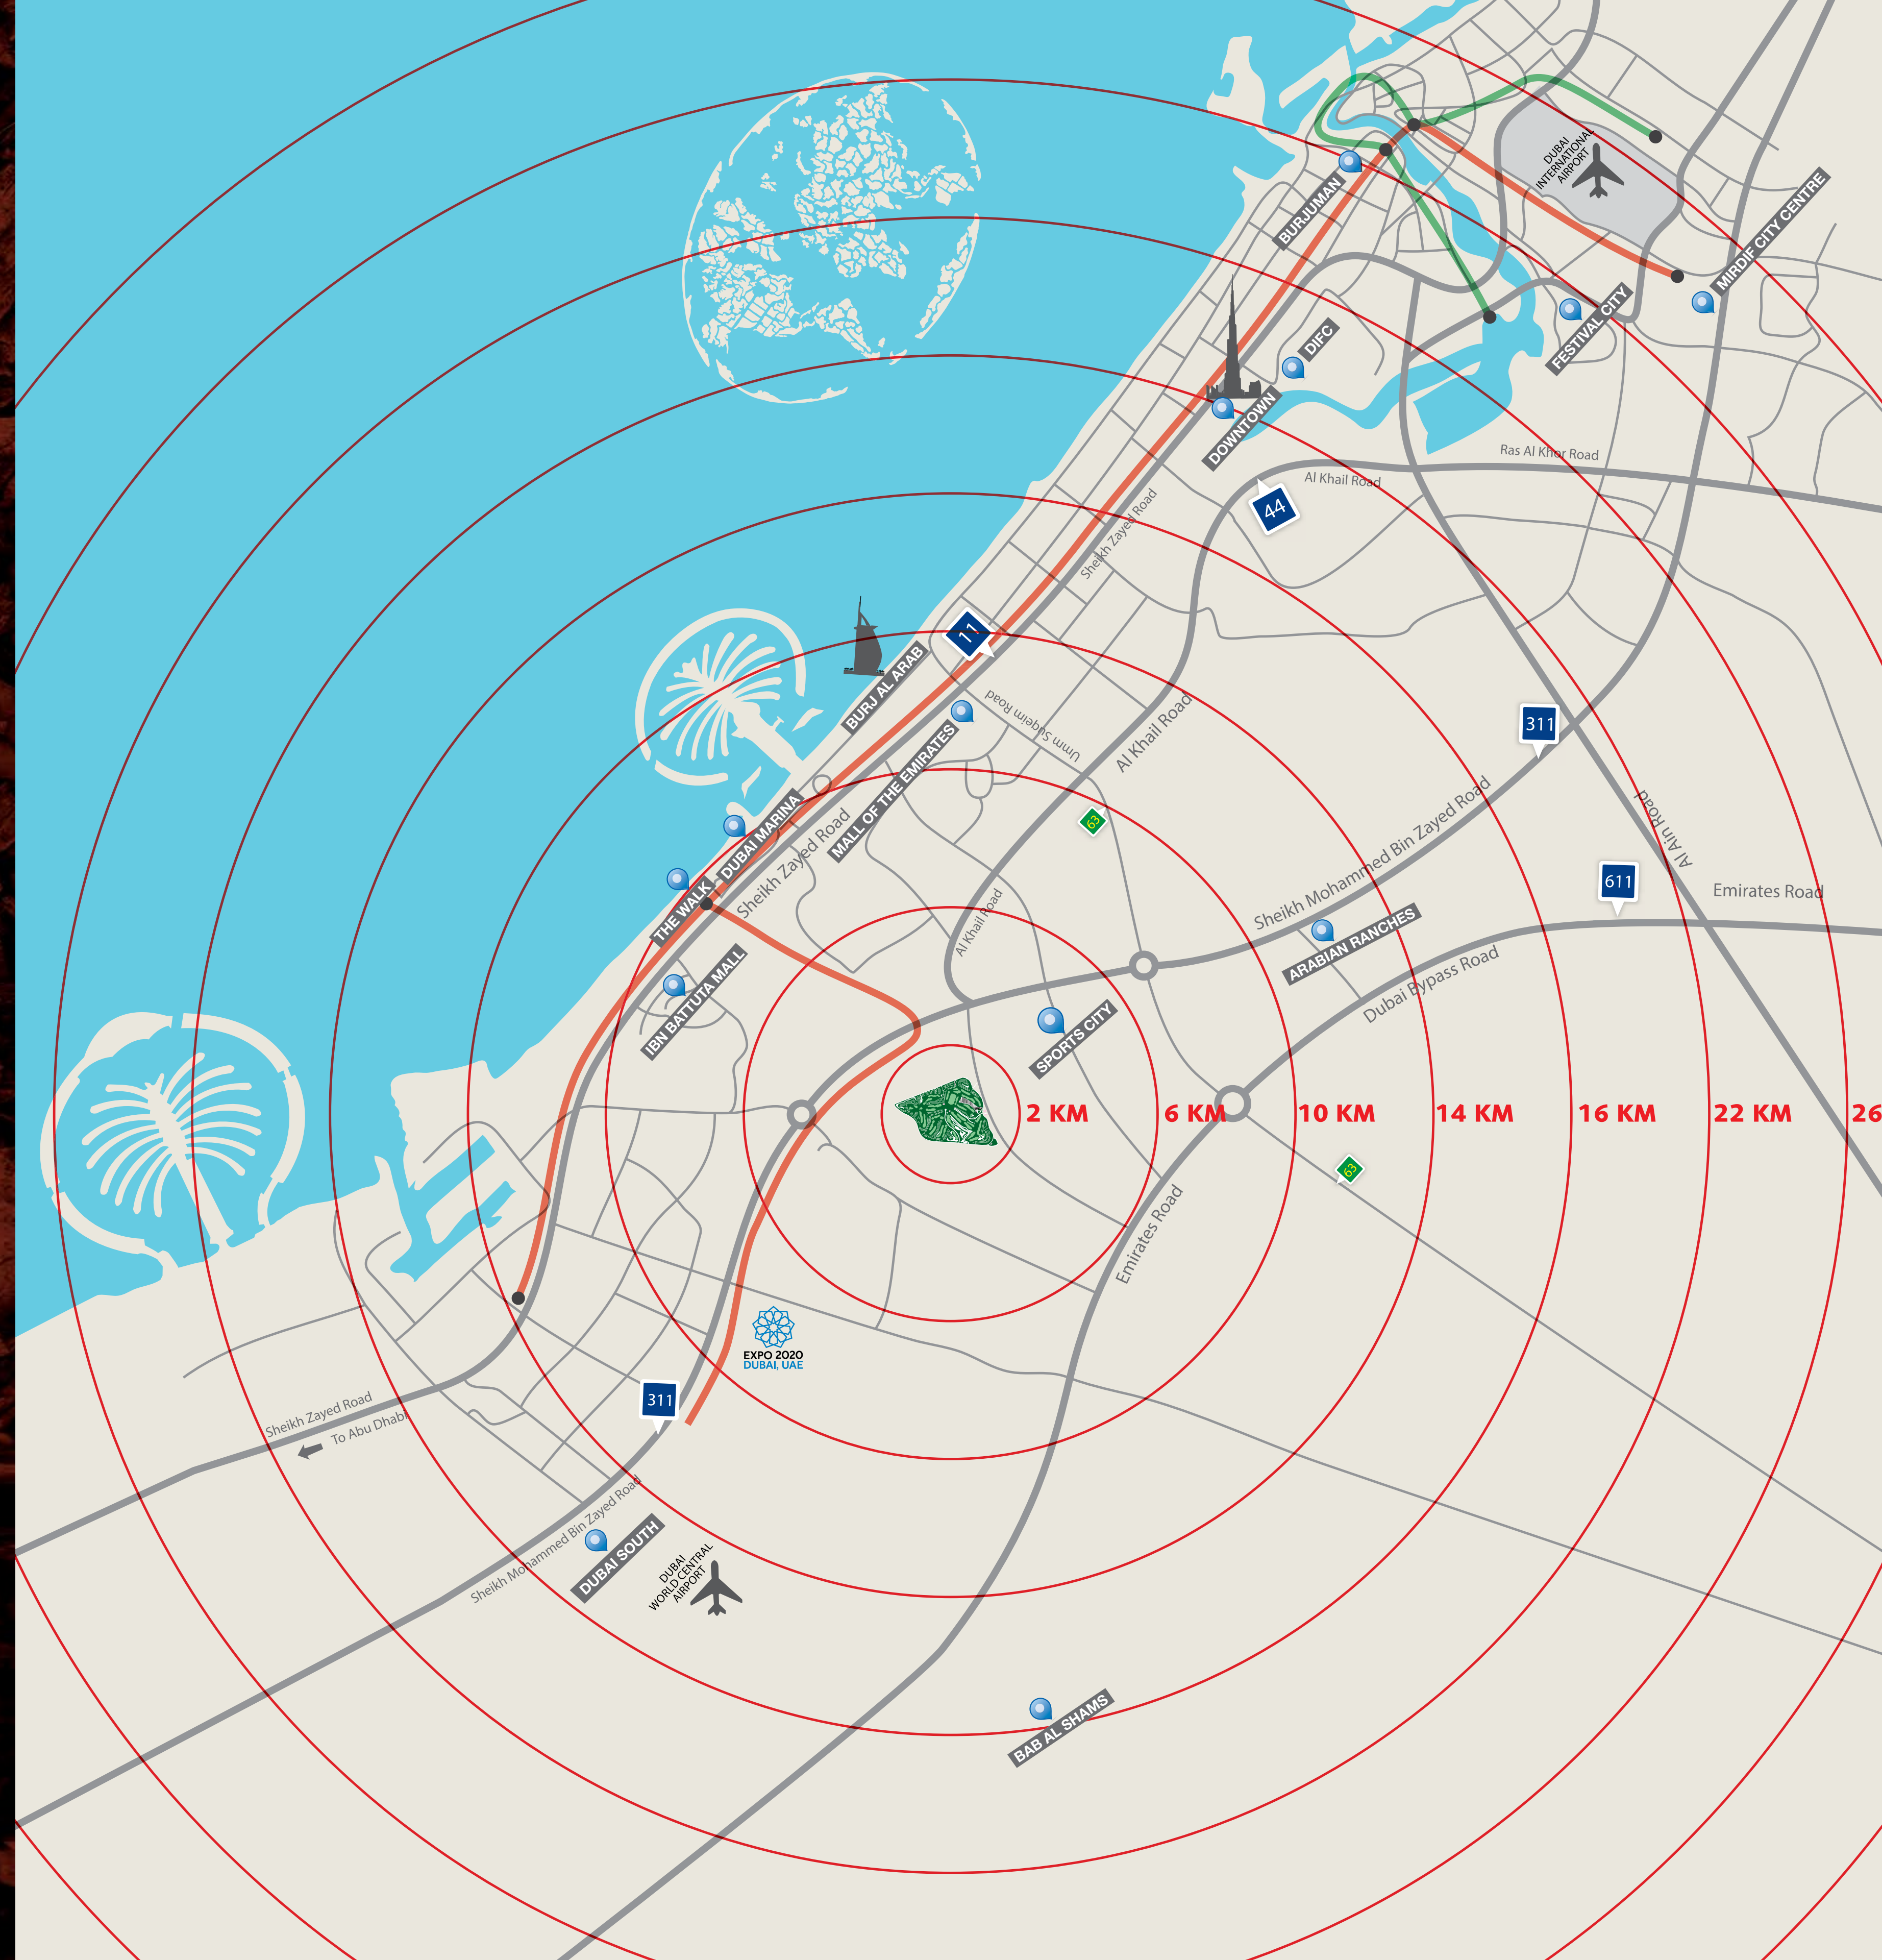 DUBAI
INTERNATIONAL
AIRPORT
BURJUMAN
MIRDIF CITY CENTRE
FESTIVAL CITY
DIFC
DOWNTOWN
Ras Al Khor Road
Al Khail Road
44
Sheikh Zayed Road
11
BURJ AL ARAB
Umm Suqeim Road
Al Khail Road
MALL OF THE EMIRATES
311
63
DUBAI MARINA
Sheikh Zayed Road
THE WALK
Sheikh Mohammed Bin Zayed Road
Al Ain Road
611
Emirates Road
Al Khail Road
ARABIAN RANCHES
Dubai Bypass Road
IBN BATTUTA MALL
SPORTS CITY
2 KM
6 KM
10 KM
14 KM
16 KM
22 KM
26
63
Emirates Road
EXPO 2020
DUBAI, UAE
311
Sheikh Zayed Road
To Abu Dhabi
Sheikh Mohammed Bin Zayed Road
DUBAI SOUTH
DUBAI
WORLD CENTRAL
AIRPORT
BAB AL SHAMS